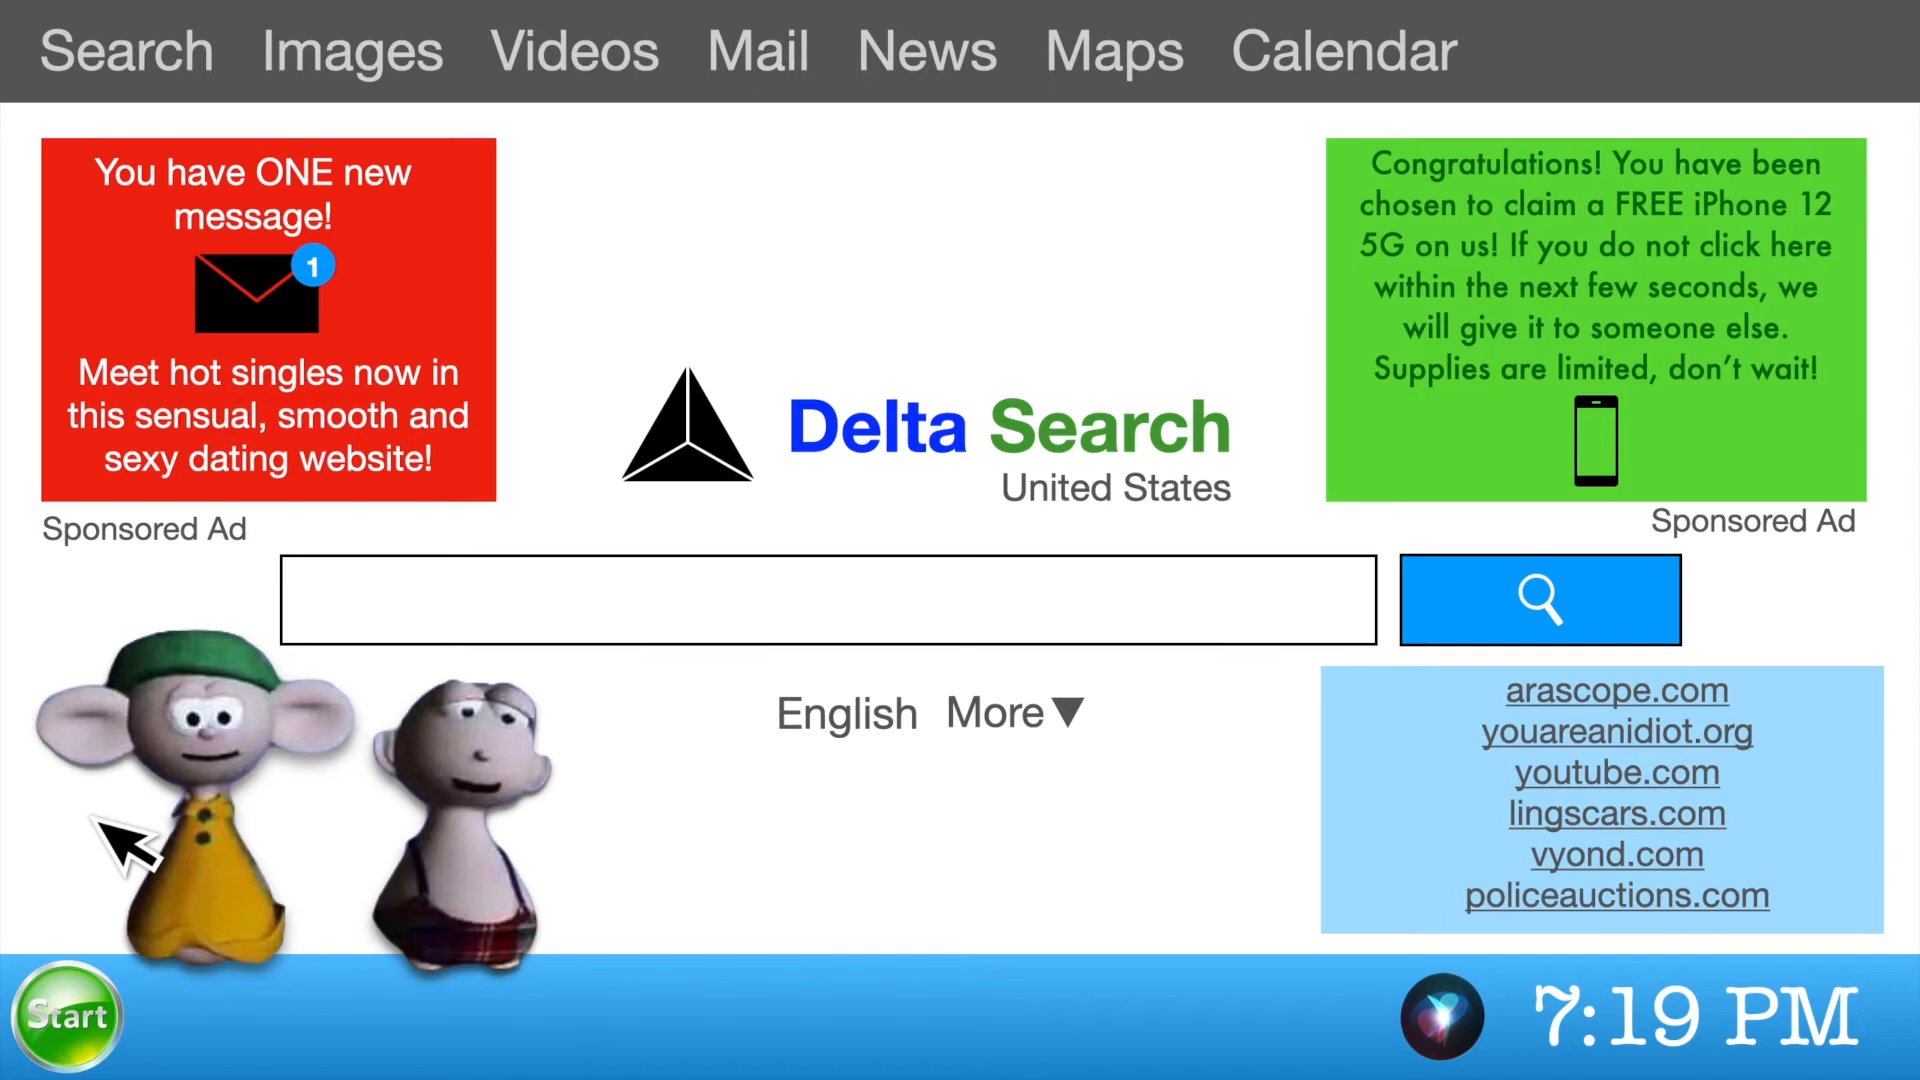 Search Images Videos Mail News Maps Calendar
You have ONE new
message!
1
Meet hot singles now in
this sensual, smooth and
sexy dating website!
Sponsored Ad
Congratulations! You have been
chosen to claim a FREE iPhone 12
5G on us! If you do not click here
within the next few seconds, we
will give it to someone else.
Supplies are limited, don’t wait!
Sponsored Ad
Delta Search
United States
English More
arascope.com
youareanidiot.org
youtube.com
lingscars.com
vyond.com
policeauctions.com
Start
7:19 PM